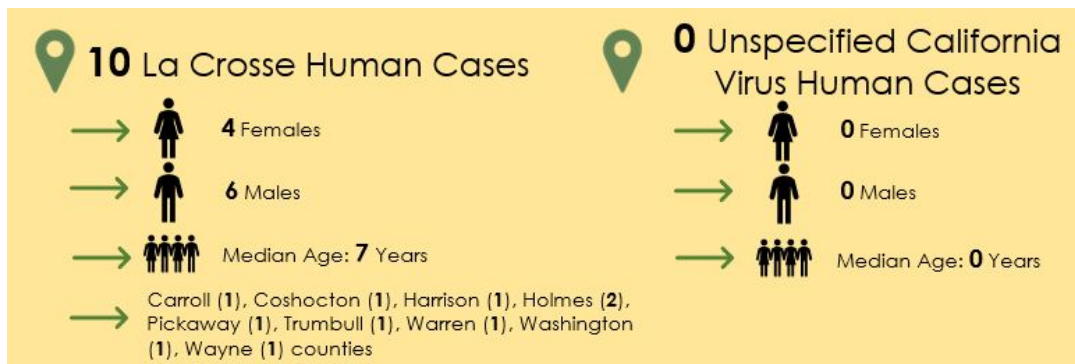 10 La Crosse Human Cases
4 Females
6 Males
Median Age: 7 Years
Carroll (1), Coshocton (1), Harrison (1), Holmes (2),
Pickaway (1), Trumbull (1), Warren (1), Washington
(1), Wayne (1) counties
0 Unspecified California
Virus Human Cases
0 Females
0 Males
Median Age: 0 Years